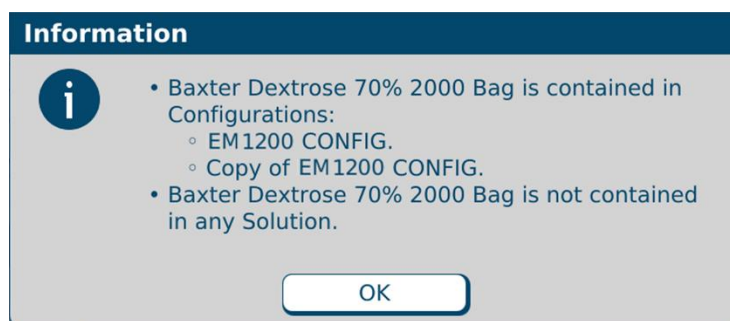 Information
i
• Baxter Dextrose 70% 2000 Bag is contained in
Configurations:
◦ EM1200 CONFIG.
◦ Copy of EM1200 CONFIG.
• Baxter Dextrose 70% 2000 Bag is not contained
in any Solution.
OK